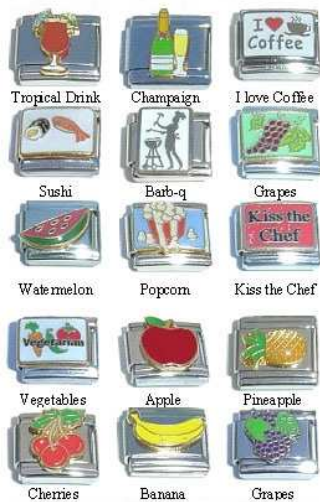 I ♥ Coffee
Tropical Drink Champaign I love Coffee
Sushi Barb-q Grapes
Kiss the Chef
Watermelon Popcorn Kiss the Chef
Vegetarian
Vegetables Apple Pineapple
Cherries Banana Grapes